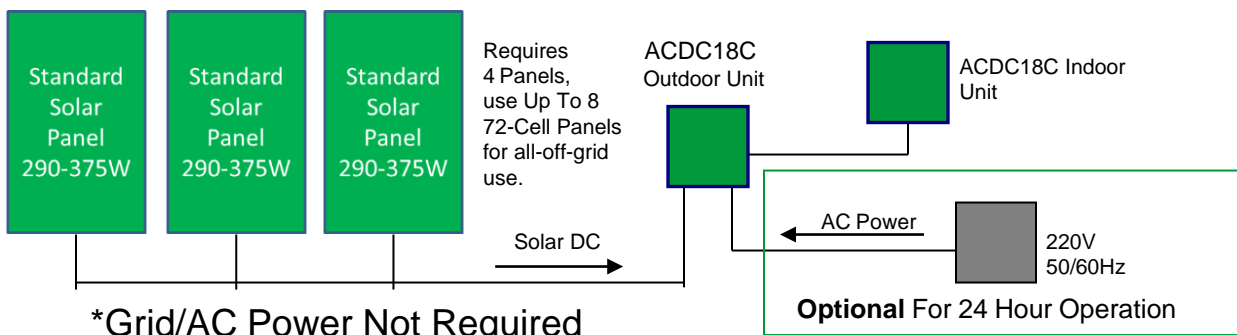 Standard
Solar
Panel
290-375W
Standard
Solar
Panel
290-375W
Standard
Solar
Panel
290-375W
Requires
4 Panels,
use Up To 8
72-Cell Panels
for all-off-grid
use.
ACDC18C
Outdoor Unit
ACDC18C Indoor
Unit
Solar DC
AC Power
220V
50/60Hz
Optional For 24 Hour Operation
*Grid/AC Power Not Required